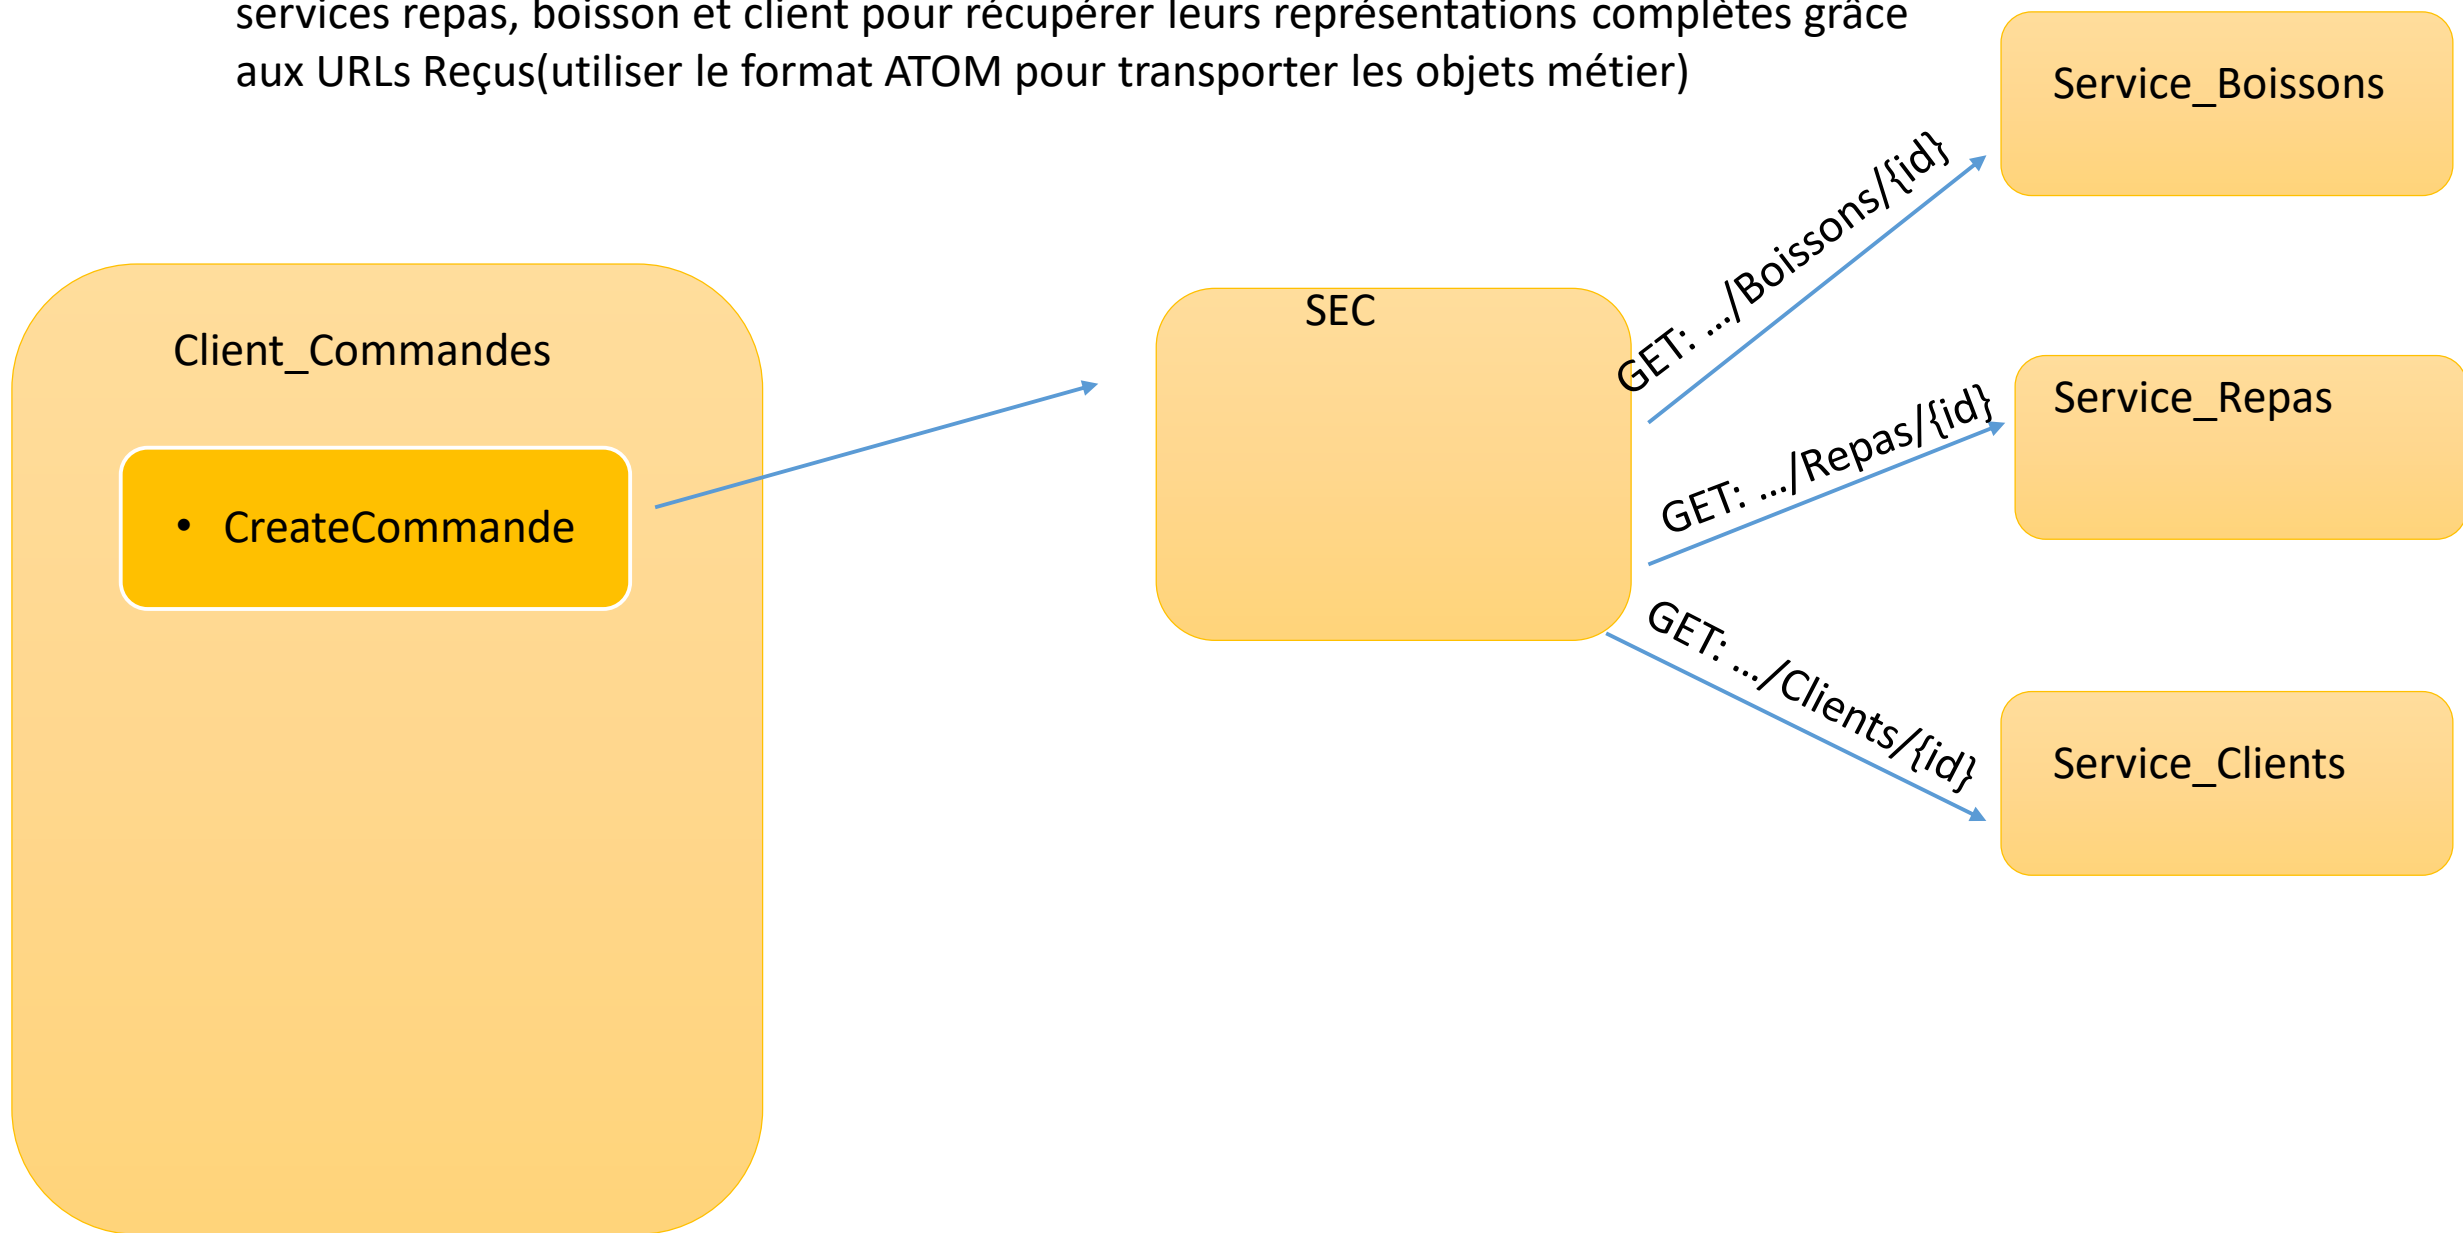 services repas, boisson et client pour récupérer leurs représentations complètes grâce
aux URLs Reçus(utiliser le format ATOM pour transporter les objets métier)
Service_Boissons
GET: .../Boissons/{id}
SEC
Client_Commandes
Service_Repas
GET: .../Repas/{id}
• CreateCommande
GET: .../Clients/{id}
Service_Clients